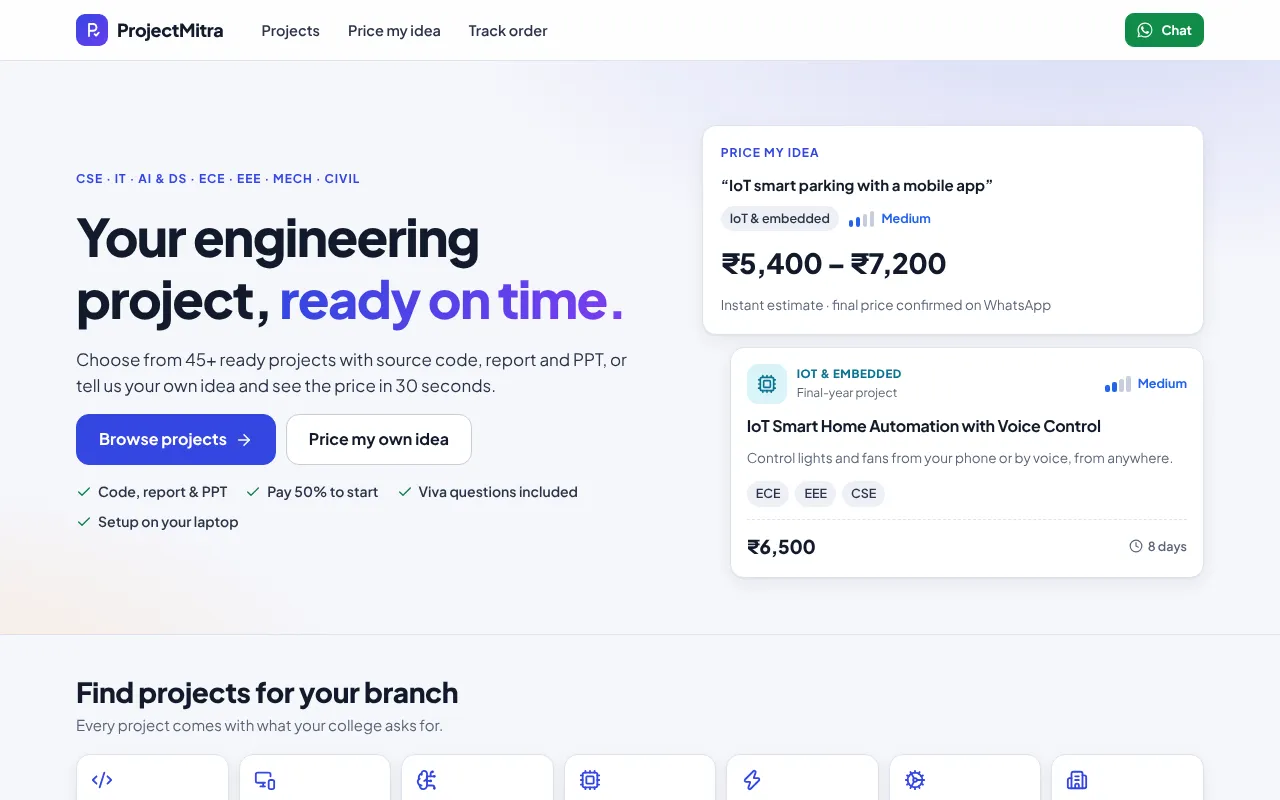 ProjectMitra
Projects
Price my idea
Track order
Chat
CSE · IT · AI & DS · ECE · EEE · MECH · CIVIL
Your engineering
project, ready on time.
Choose from 45+ ready projects with source code, report and PPT, or
tell us your own idea and see the price in 30 seconds.
Browse projects
Price my own idea
Code, report & PPT
Pay 50% to start
Viva questions included
Setup on your laptop
PRICE MY IDEA
“IoT smart parking with a mobile app”
IoT & embedded
Medium
₹5,400 – ₹7,200
Instant estimate · final price confirmed on WhatsApp
IOT & EMBEDDED
Final-year project
Medium
IoT Smart Home Automation with Voice Control
Control lights and fans from your phone or by voice, from anywhere.
ECE
EEE
CSE
₹6,500
8 days
Find projects for your branch
Every project comes with what your college asks for.